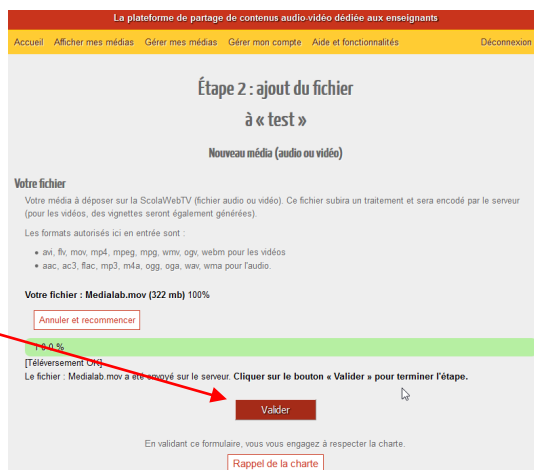 La plateforme de partage de contenus audio-vidéo dédiée aux enseignants
Accueil Afficher mes médias Gérer mes médias Gérer mon compte Aide et fonctionnalités Déconnexion
Étape 2 : ajout du fichier
à « test »
Nouveau média (audio ou vidéo)
Votre fichier
Votre média à déposer sur la ScolaWebTV (fichier audio ou vidéo). Ce fichier subira un traitement et sera encodé par le serveur
(pour les vidéos, des vignettes seront également générées).
Les formats autorisés ici en entrée sont :
• avi, flv, mov, mp4, mpeg, mpg, wmv, ogv, webm pour les vidéos
• aac, ac3, flac, mp3, m4a, ogg, oga, wav, wma pour l'audio.
Votre fichier : Medialab.mov (322 mb) 100%
Annuler et recommencer
1 0 0 %
[Téléversement OK]
Le fichier : Medialab.mov a été envoyé sur le serveur. Cliquer sur le bouton « Valider » pour terminer l'étape.
Valider
En validant ce formulaire, vous vous engagez à respecter la charte.
Rappel de la charte